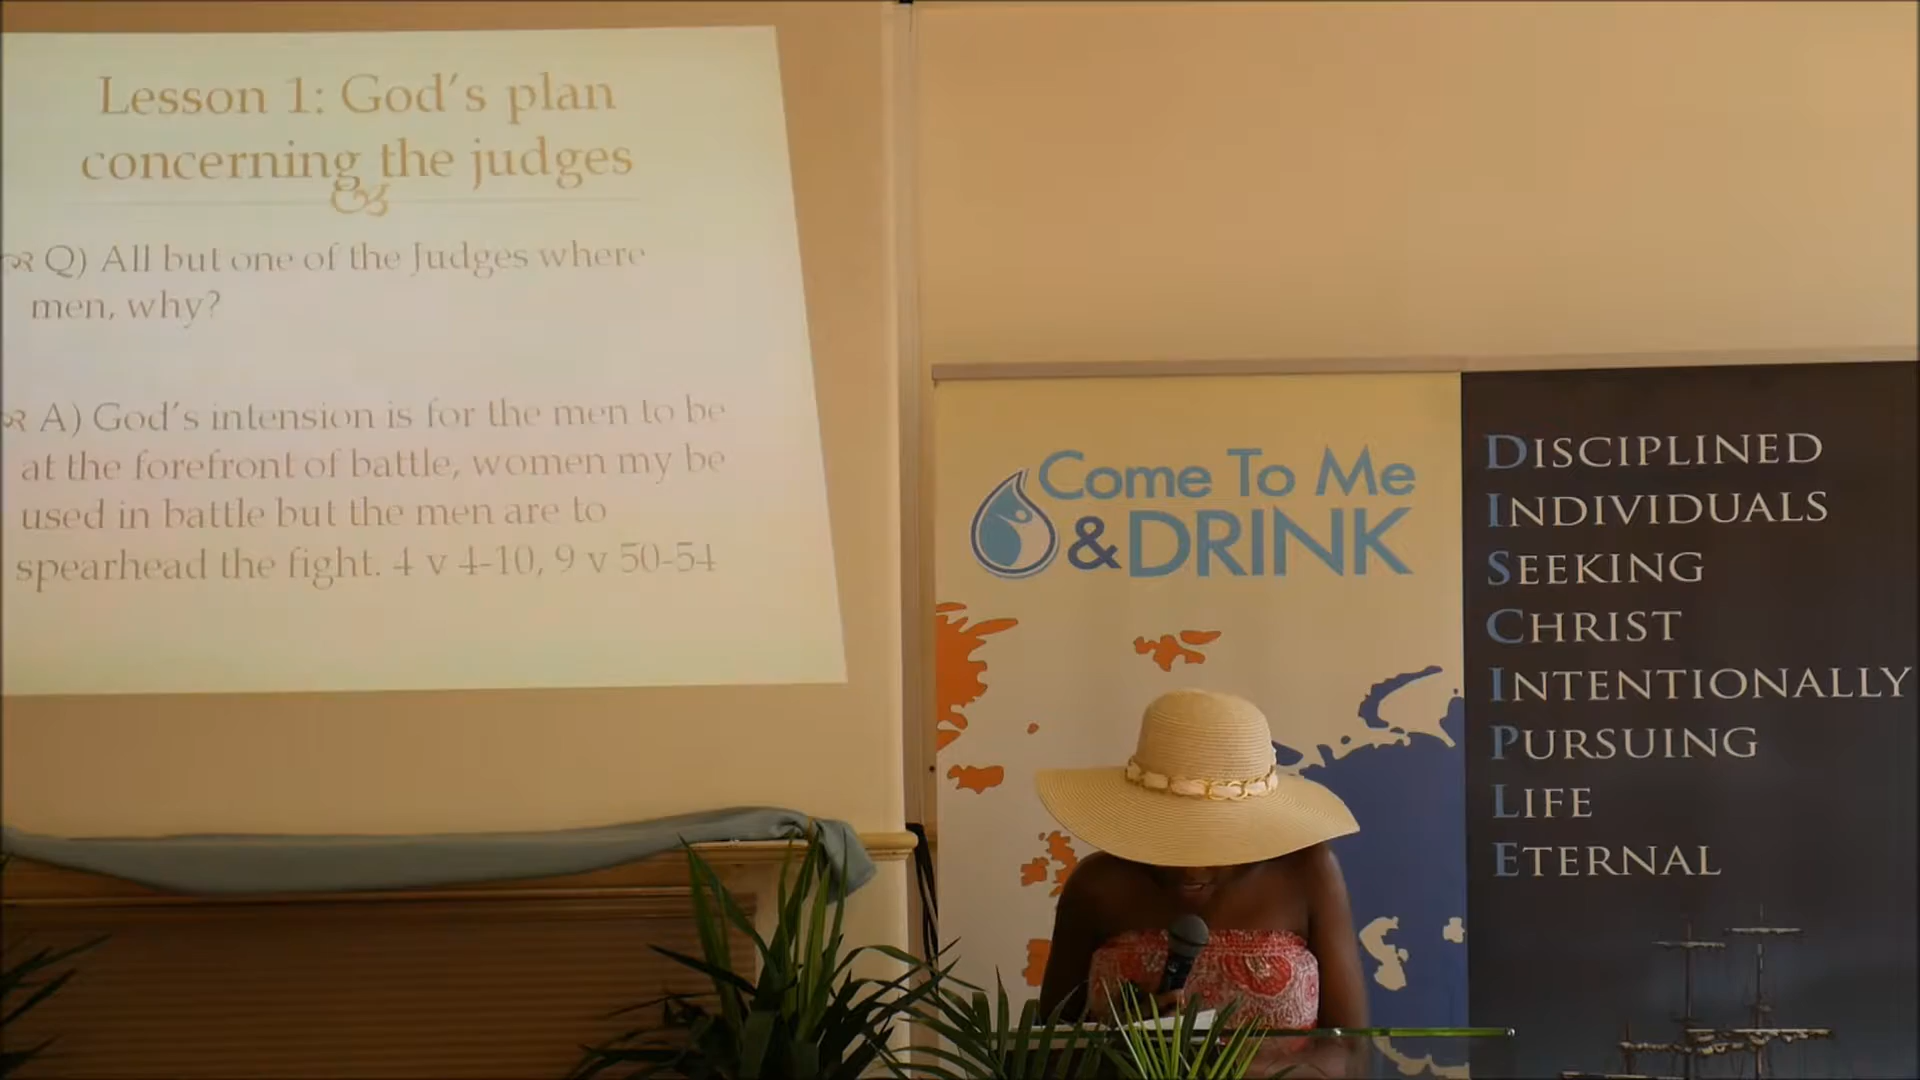 Lesson 1: God's plan
concerning the judges
Q) All but one of the Judges where
men, why?
A) God's intension is for the men to be
at the forefront of battle, women my be
used in battle but the men are to
spearhead the fight. 4 v 4-10, 9 v 50-54
Come To Me
& DRINK
DISCIPLINED
INDIVIDUALS
SEEKING
CHRIST
INTENTIONALLY
PURSUING
LIFE
ETERNAL